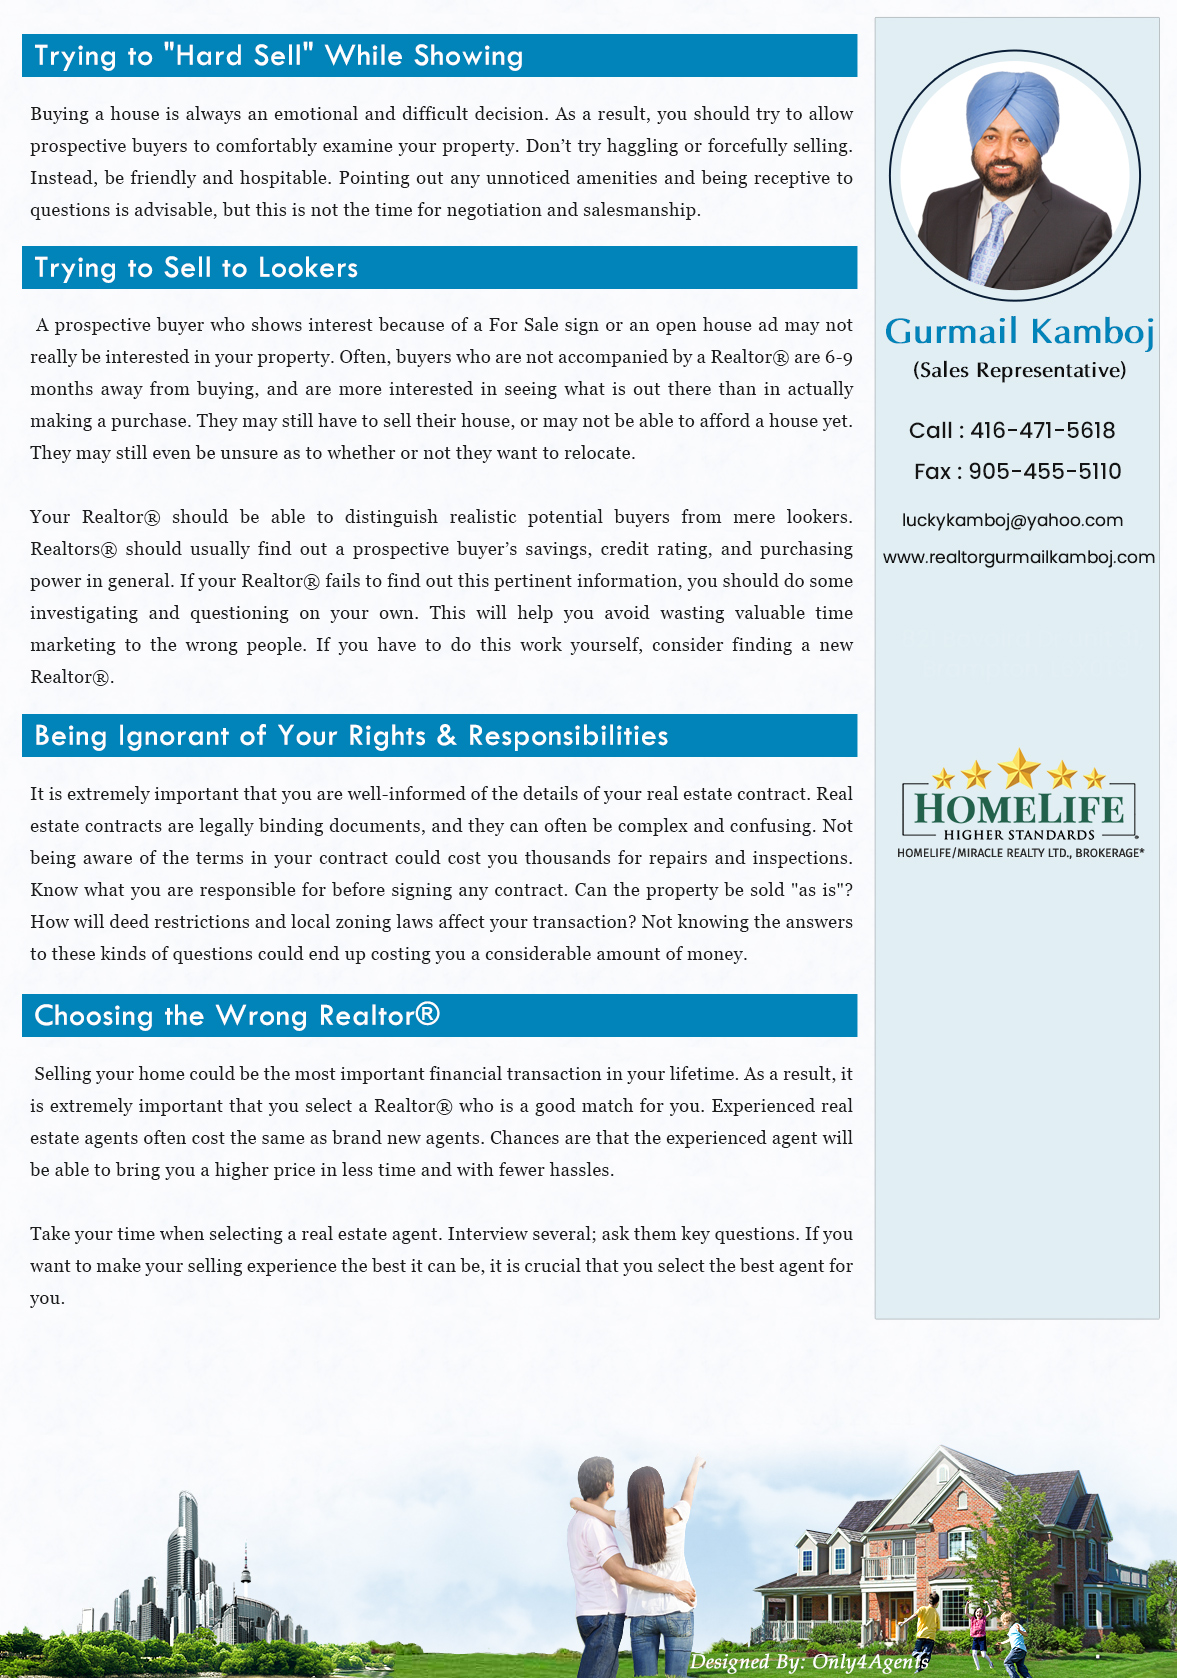 Trying to "Hard Sell" While Showing
Buying a house is always an emotional and difficult decision. As a result, you should try to allow
prospective buyers to comfortably examine your property. Don’t try haggling or forcefully selling.
Instead, be friendly and hospitable. Pointing out any unnoticed amenities and being receptive to
questions is advisable, but this is not the time for negotiation and salesmanship.
Trying to Sell to Lookers
A prospective buyer who shows interest because of a For Sale sign or an open house ad may not
really be interested in your property. Often, buyers who are not accompanied by a Realtor® are 6-9
months away from buying, and are more interested in seeing what is out there than in actually
making a purchase. They may still have to sell their house, or may not be able to afford a house yet.
They may still even be unsure as to whether or not they want to relocate.
Your Realtor® should be able to distinguish realistic potential buyers from mere lookers.
Realtors® should usually find out a prospective buyer’s savings, credit rating, and purchasing
power in general. If your Realtor® fails to find out this pertinent information, you should do some
investigating and questioning on your own. This will help you avoid wasting valuable time
marketing to the wrong people. If you have to do this work yourself, consider finding a new
Realtor®.
Being Ignorant of Your Rights & Responsibilities
It is extremely important that you are well-informed of the details of your real estate contract. Real
estate contracts are legally binding documents, and they can often be complex and confusing. Not
being aware of the terms in your contract could cost you thousands for repairs and inspections.
Know what you are responsible for before signing any contract. Can the property be sold "as is"?
How will deed restrictions and local zoning laws affect your transaction? Not knowing the answers
to these kinds of questions could end up costing you a considerable amount of money.
Choosing the Wrong Realtor®
Selling your home could be the most important financial transaction in your lifetime. As a result, it
is extremely important that you select a Realtor® who is a good match for you. Experienced real
estate agents often cost the same as brand new agents. Chances are that the experienced agent will
be able to bring you a higher price in less time and with fewer hassles.
Take your time when selecting a real estate agent. Interview several; ask them key questions. If you
want to make your selling experience the best it can be, it is crucial that you select the best agent for
you.
Gurmail Kamboj
(Sales Representative)
Call : 416-471-5618
Fax : 905-455-5110
luckykamboj@yahoo.com
www.realtorgurmailkamboj.com
HOMELIFE
HIGHER STANDARDS
HOMELIFE/MIRACLE REALTY LTD., BROKERAGE*
Designed By: Only4Agents